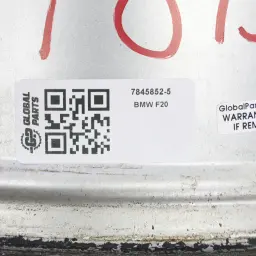 GLOBAL
PARTS
7845852-5
BMW F20
GlobalPar
WARRAN
IF REM